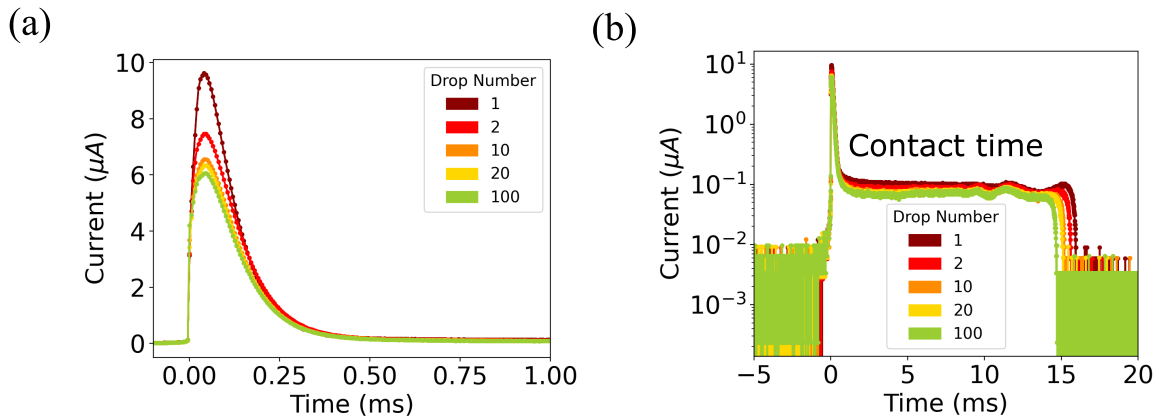 (a)
10
8
6
4
2
0
Current (μA)
0.00 0.25 0.50 0.75 1.00
Time (ms)
Drop Number
1
2
10
20
100
(b)
10¹
10⁰
10⁻¹
10⁻²
10⁻³
Current (μA)
Contact time
Drop Number
1
2
10
20
100
−5 0 5 10 15 20
Time (ms)